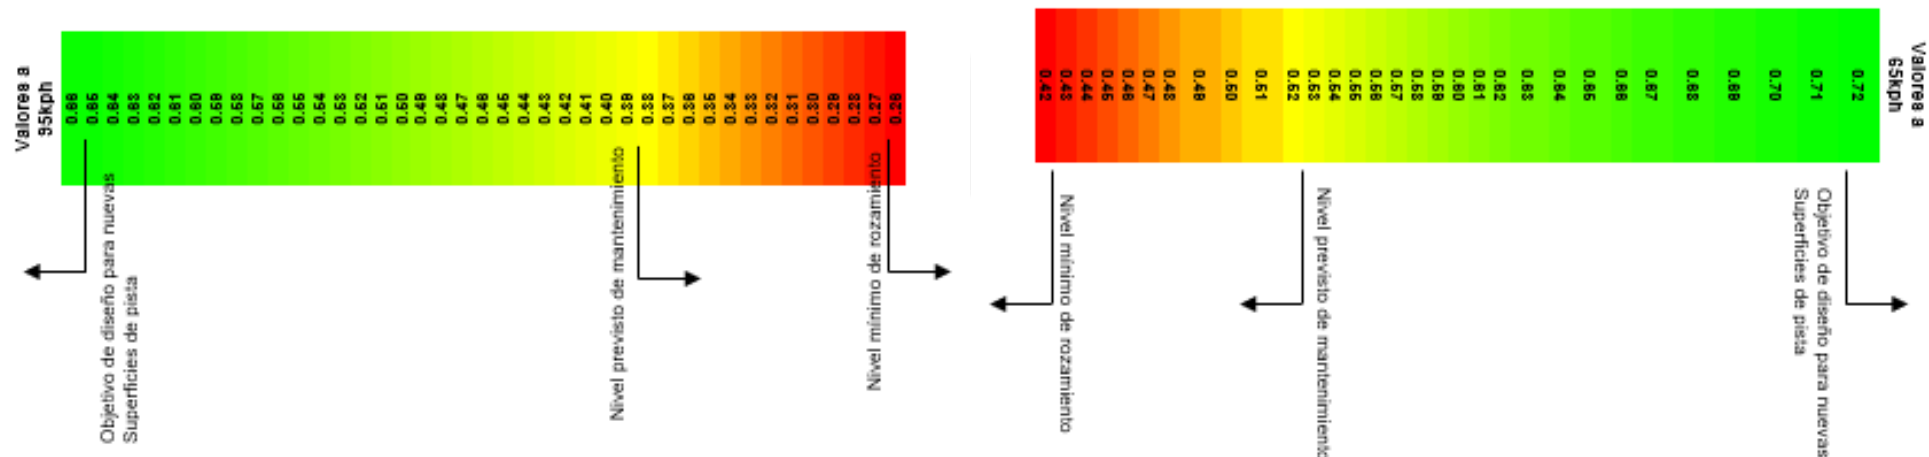 Valores a
95kph
0.66 0.65 0.64 0.63 0.62 0.61 0.60 0.59 0.58 0.57 0.56 0.55 0.54 0.53 0.52 0.51 0.50 0.49 0.48 0.47 0.46 0.45 0.44 0.43 0.42 0.41 0.40 0.39 0.38 0.37 0.36 0.35 0.34 0.33 0.32 0.31 0.30 0.29 0.28 0.27 0.26
Objetivo de diseño para nuevas
Superficies de pista
Nivel previsto de mantenimiento
Nivel mínimo de rozamiento
Valores a
65kph
0.42 0.43 0.44 0.45 0.46 0.47 0.48 0.49 0.50 0.51 0.52 0.53 0.54 0.55 0.56 0.57 0.58 0.59 0.60 0.61 0.62 0.63 0.64 0.65 0.66 0.67 0.68 0.69 0.70 0.71 0.72
Nivel mínimo de rozamiento
Nivel previsto de mantenimiento
Objetivo de diseño para nuevas
Superficies de pista